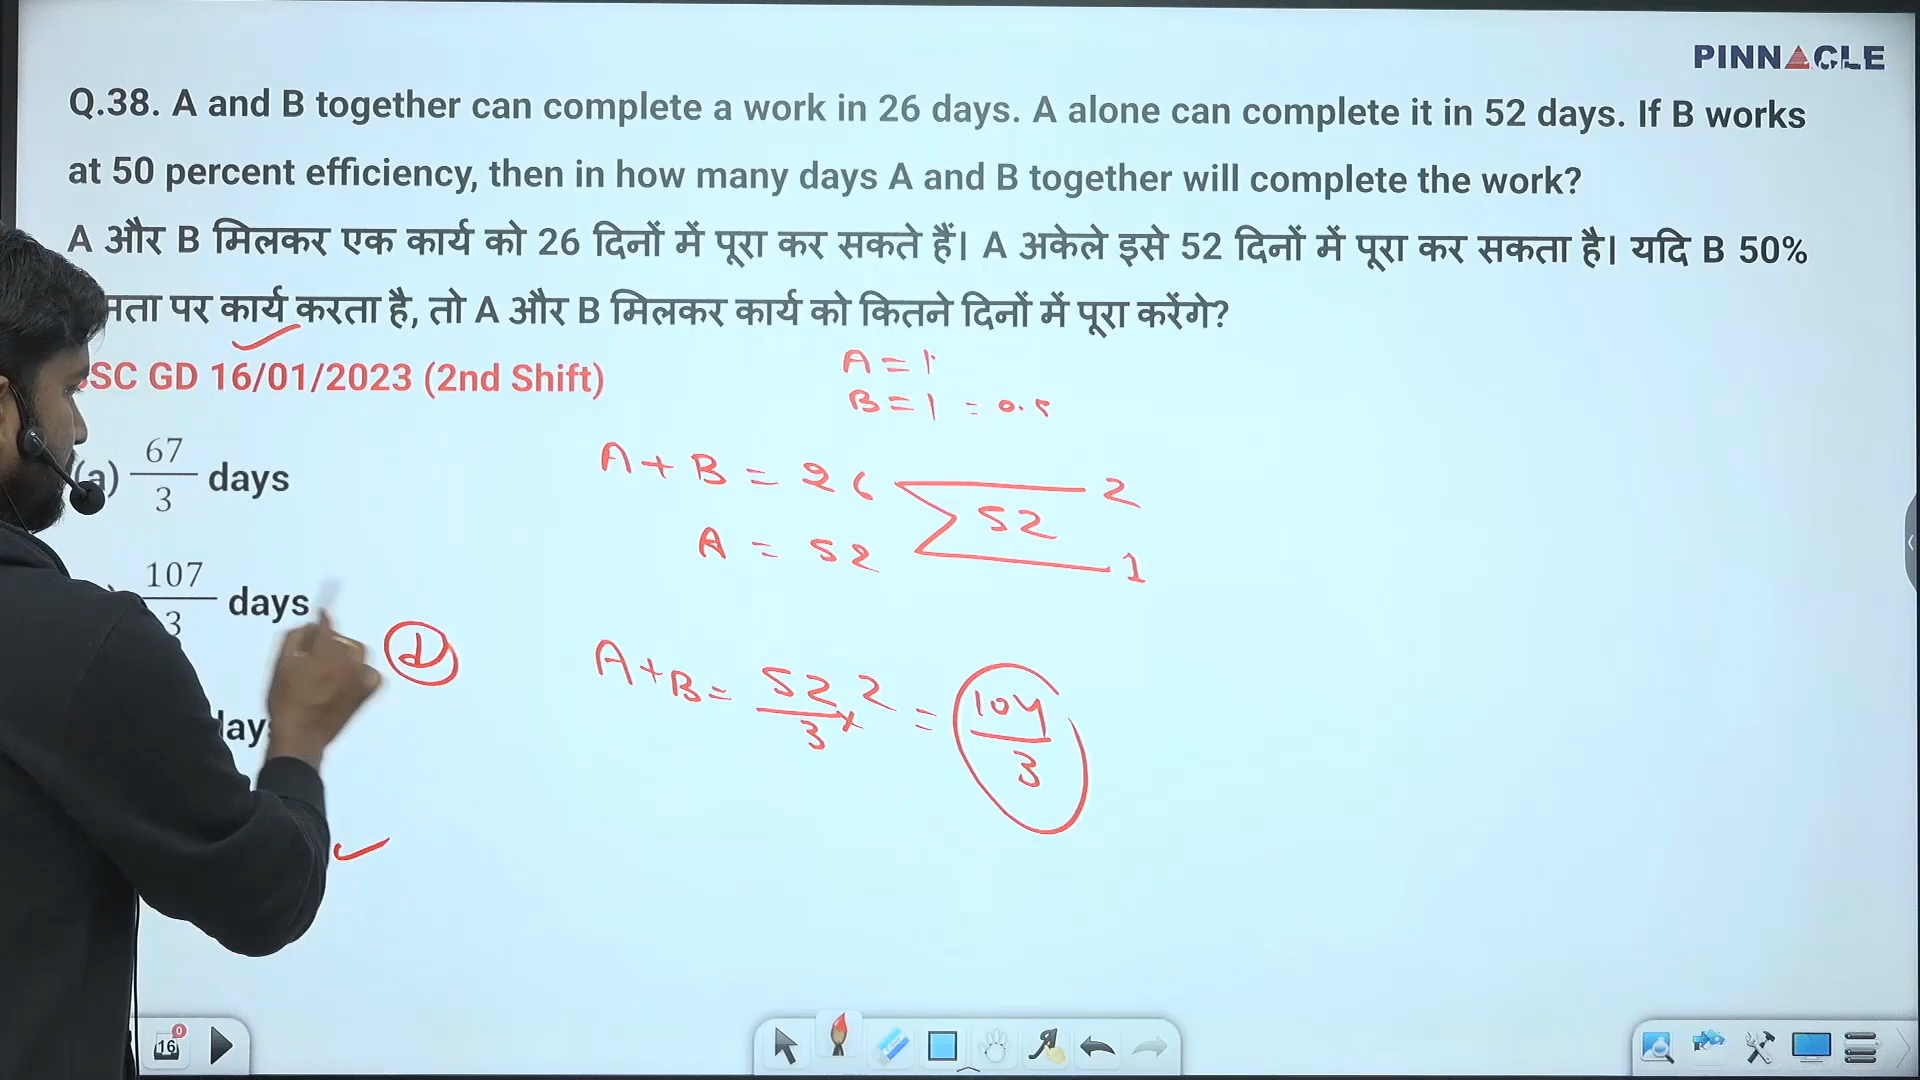 PINNACLE
Q.38. A and B together can complete a work in 26 days. A alone can complete it in 52 days. If B works
at 50 percent efficiency, then in how many days A and B together will complete the work?
A और B मिलकर एक कार्य को 26 दिनों में पूरा कर सकते हैं। A अकेले इसे 52 दिनों में पूरा कर सकता है। यदि B 50%
पर कार्य करता है, तो A और B मिलकर कार्य को कितने दिनों में पूरा करेंगे?
SSC GD 16/01/2023 (2nd Shift)
A = 1
B = 1 = 0.5
(a) 67/3 days
A + B = 26
2
52
A = 52
1
107/3 days
d
A+B = 52/3 × 2 = 104/3
16
0